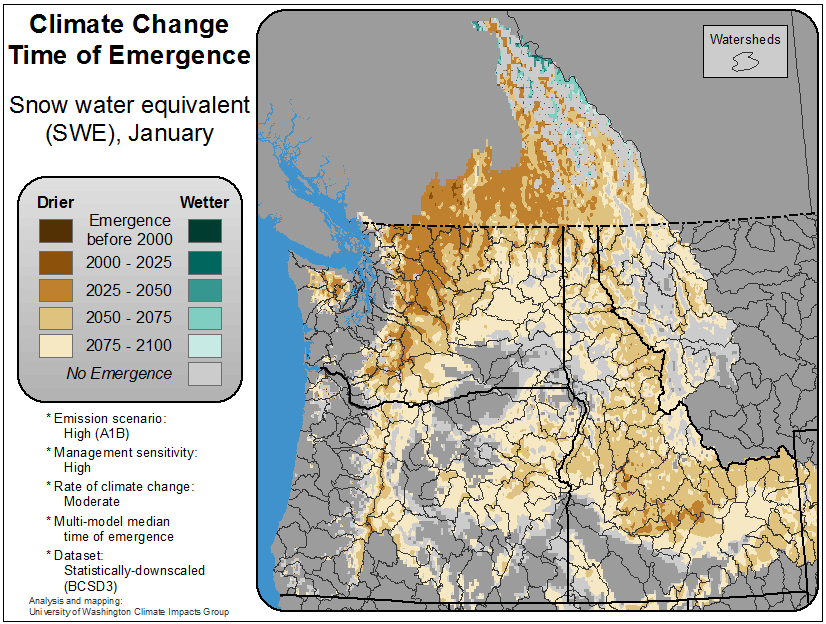 Climate Change
Time of Emergence
Snow water equivalent
(SWE), January
Drier
Wetter
Emergence
before 2000
2000 - 2025
2025 - 2050
2050 - 2075
2075 - 2100
No Emergence
* Emission scenario:
High (A1B)
* Management sensitivity:
High
* Rate of climate change:
Moderate
* Multi-model median
time of emergence
* Dataset:
Statistically-downscaled
(BCSD3)
Analysis and mapping:
University of Washington Climate Impacts Group
Watersheds